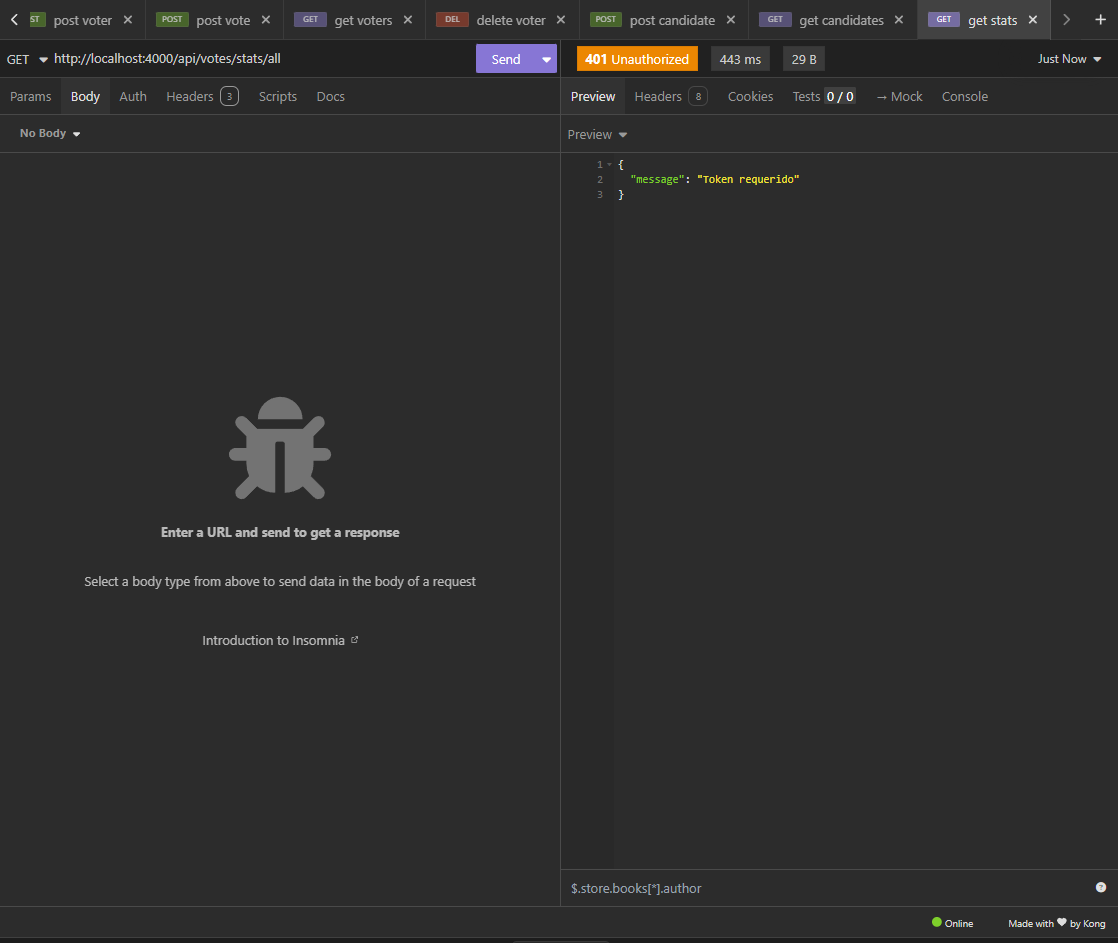 ST post voter
POST post vote
GET get voters
DEL delete voter
POST post candidate
GET get candidates
GET get stats
GET http://localhost:4000/api/votes/stats/all
Send
401 Unauthorized 443 ms 29 B
Just Now
Params Body Auth Headers 3 Scripts Docs
Preview Headers 8 Cookies Tests 0 / 0 → Mock Console
No Body
Preview
1 {
2 "message": "Token requerido"
3 }
Enter a URL and send to get a response
Select a body type from above to send data in the body of a request
Introduction to Insomnia
$.store.books[*].author
Online
Made with ❤ by Kong